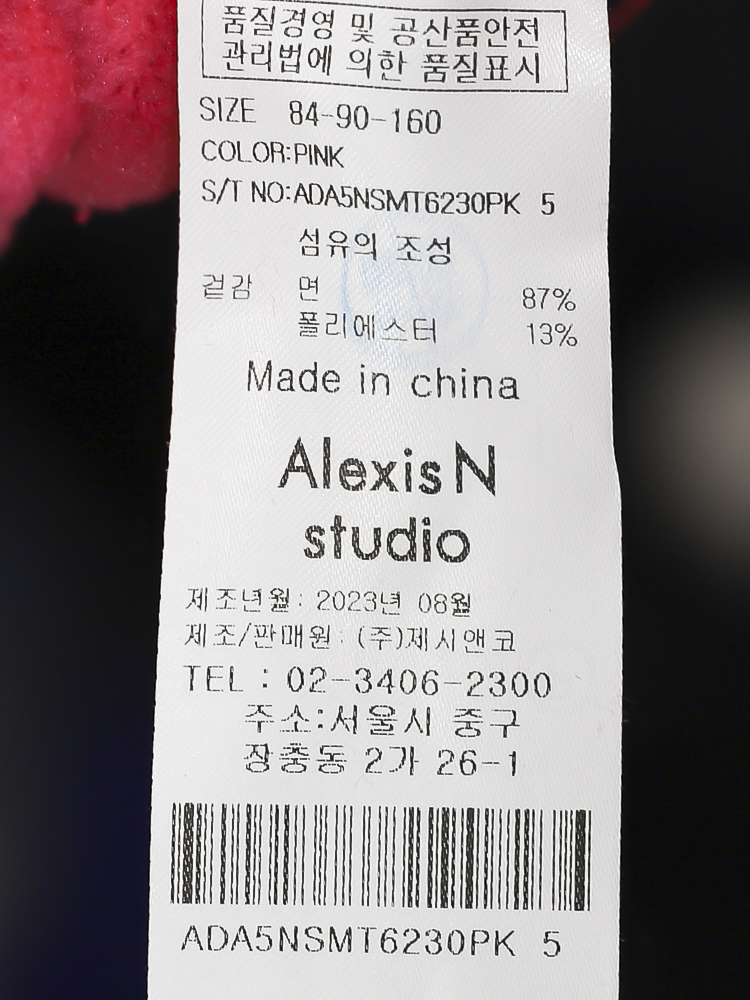 품질경영 및 공산품안전
관리법에 의한 품질표시
SIZE 84-90-160
COLOR:PINK
S/T NO:ADA5NSMT6230PK 5
섬유의 조성
겉감 면 87%
폴리에스터 13%
Made in china
AlexisN
studio
제조년월: 2023년 08월
제조/판매원: (주)제시앤코
TEL : 02-3406-2300
주소:서울시 중구
장충동 2가 26-1
ADA5NSMT6230PK 5